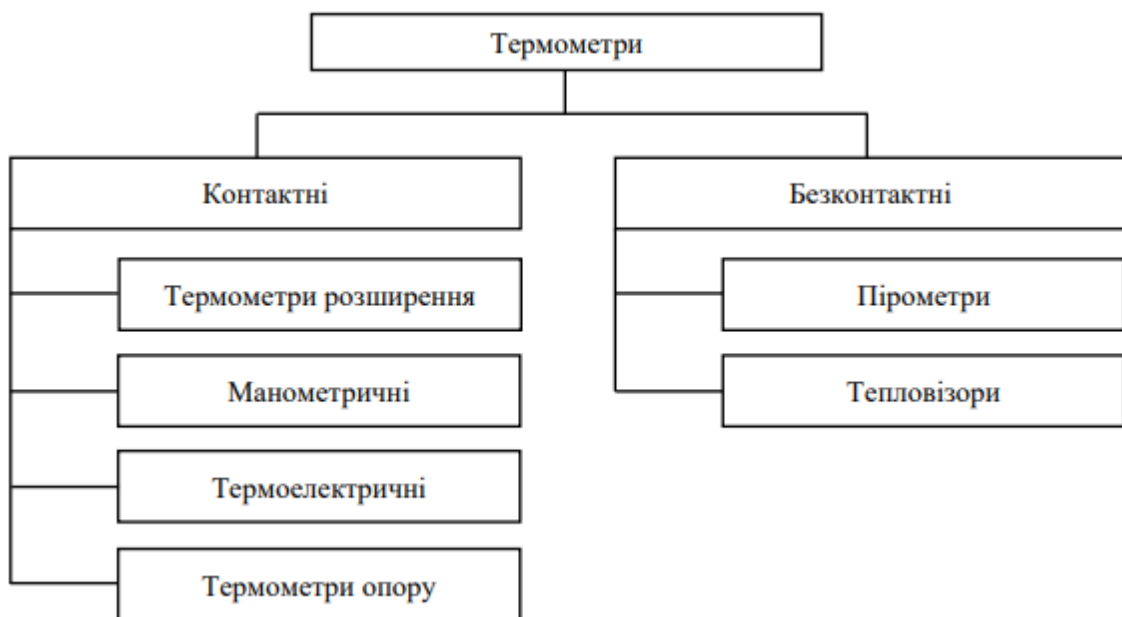 Термометри
Контактні
Безконтактні
Термометри розширення
Пірометри
Манометричні
Тепловізори
Термоелектричні
Термометри опору